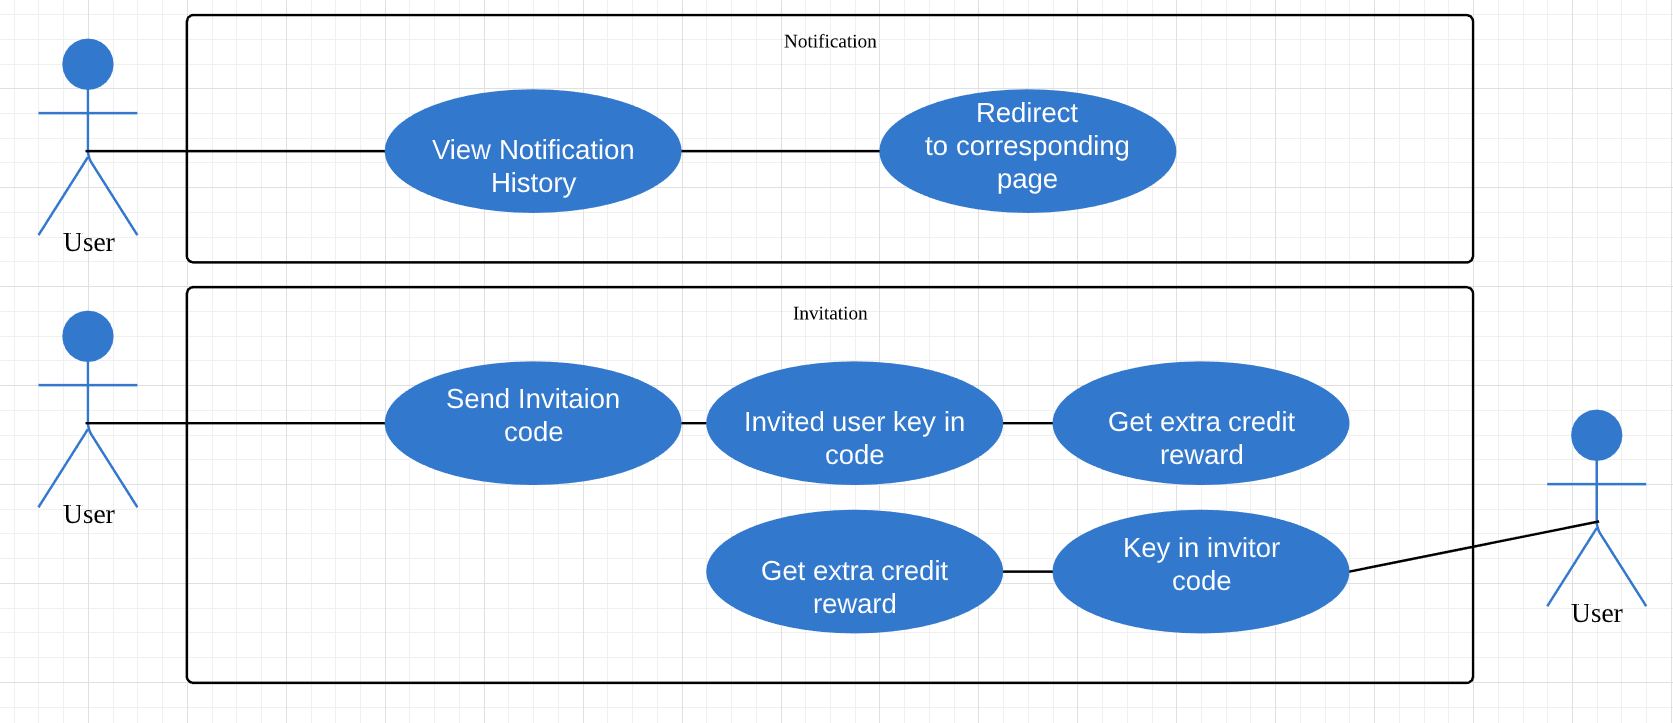 Notification
View Notification
History
Redirect
to corresponding
page
User
Invitation
Send Invitaion
code
Invited user key in
code
Get extra credit
reward
User
Get extra credit
reward
Key in invitor
code
User